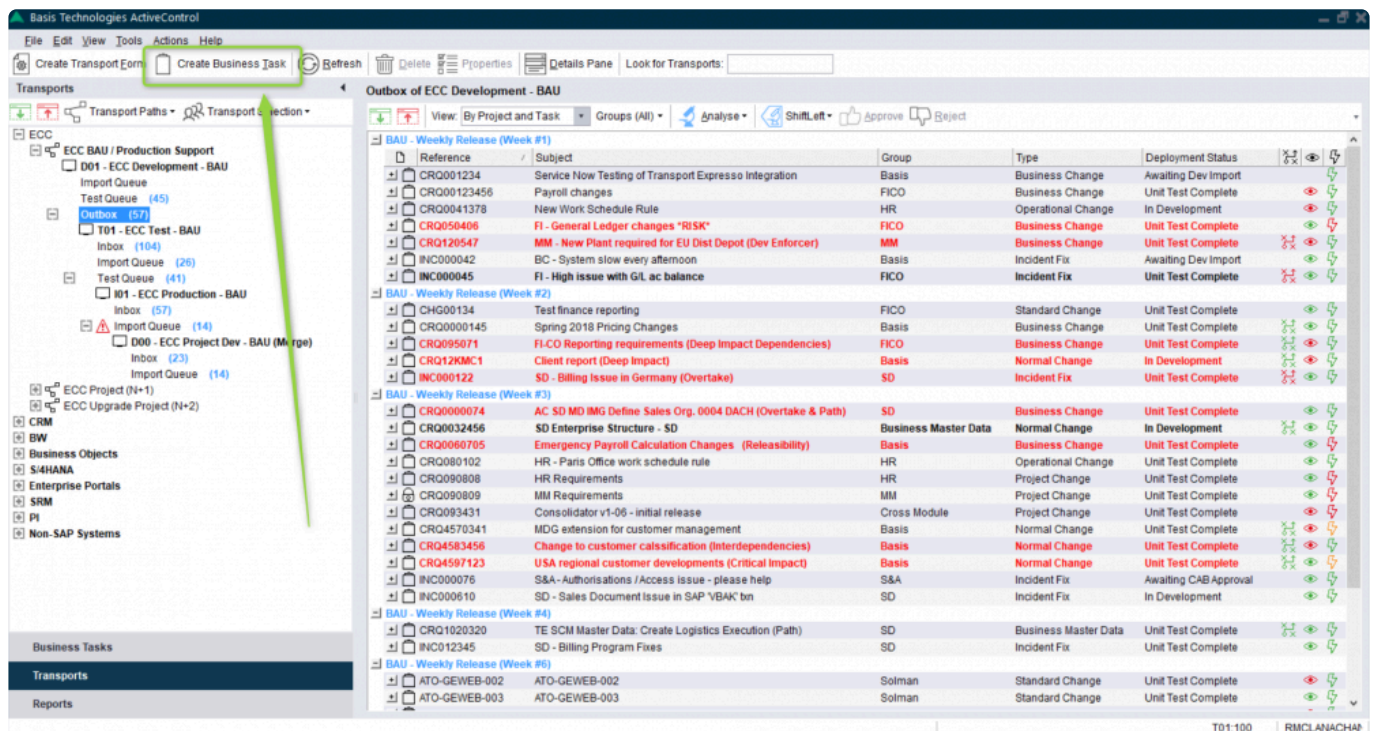 Basis Technologies ActiveControl
File Edit View Tools Actions Help
Create Transport Form Create Business Task Refresh Delete Properties Details Pane Look for Transports:
Transports
Transport Paths Transport Selection
ECC
ECC BAU / Production Support
D01 - ECC Development - BAU
Import Queue
Test Queue (45)
Outbox (57)
T01 - ECC Test - BAU
Inbox (104)
Import Queue (26)
Test Queue (41)
I01 - ECC Production - BAU
Inbox (57)
Import Queue (14)
D00 - ECC Project Dev - BAU (Merge)
Inbox (23)
Import Queue (14)
ECC Project (N+1)
ECC Upgrade Project (N+2)
CRM
BW
Business Objects
S/4HANA
Enterprise Portals
SRM
PI
Non-SAP Systems
Business Tasks
Transports
Reports
Outbox of ECC Development - BAU
View: By Project and Task Groups (All) Analyse ShiftLeft Approve Reject
BAU - Weekly Release (Week #1)
Reference Subject Group Type Deployment Status
CRQ001234 Service Now Testing of Transport Expresso Integration Basis Business Change Awaiting Dev Import
CRQ00123456 Payroll changes FICO Business Change Unit Test Complete
CRQ0041378 New Work Schedule Rule HR Operational Change In Development
CRQ050406 FI - General Ledger changes *RISK* FICO Business Change Unit Test Complete
CRQ120547 MM - New Plant required for EU Dist Depot (Dev Enforcer) MM Business Change Unit Test Complete
INC000042 BC - System slow every afternoon Basis Incident Fix Awaiting Dev Import
INC000045 FI - High issue with G/L ac balance FICO Incident Fix Unit Test Complete
BAU - Weekly Release (Week #2)
CHG00134 Test finance reporting FICO Standard Change Unit Test Complete
CRQ0000145 Spring 2018 Pricing Changes Basis Business Change Unit Test Complete
CRQ095071 FI-CO Reporting requirements (Deep Impact Dependencies) FICO Business Change Unit Test Complete
CRQ12KMC1 Client report (Deep Impact) Basis Normal Change In Development
INC000122 SD - Billing Issue in Germany (Overtake) SD Incident Fix Unit Test Complete
BAU - Weekly Release (Week #3)
CRQ0000074 AC SD MD IMG Define Sales Org. 0004 DACH (Overtake & Path) SD Business Change Unit Test Complete
CRQ0032456 SD Enterprise Structure - SD Business Master Data Normal Change In Development
CRQ0060705 Emergency Payroll Calculation Changes (Releasibility) Basis Business Change Unit Test Complete
CRQ080102 HR - Paris Office work schedule rule HR Operational Change Unit Test Complete
CRQ090808 HR Requirements HR Project Change Unit Test Complete
CRQ090809 MM Requirements MM Project Change Unit Test Complete
CRQ093431 Consolidator v1-06 - initial release Cross Module Project Change Unit Test Complete
CRQ4570341 MDG extension for customer management Basis Normal Change Unit Test Complete
CRQ4583456 Change to customer calssification (Interdependencies) Basis Normal Change Unit Test Complete
CRQ4597123 USA regional customer developments (Critical Impact) Basis Normal Change Unit Test Complete
INC000076 S&A - Authorisations / Access issue - please help S&A Incident Fix Awaiting CAB Approval
INC000610 SD - Sales Document Issue in SAP 'VBAK' txn SD Incident Fix In Development
BAU - Weekly Release (Week #4)
CRQ1020320 TE SCM Master Data: Create Logistics Execution (Path) SD Business Master Data Unit Test Complete
INC012345 SD - Billing Program Fixes SD Incident Fix Unit Test Complete
BAU - Weekly Release (Week #6)
ATO-GEWEB-002 ATO-GEWEB-002 Solman Standard Change Unit Test Complete
ATO-GEWEB-003 ATO-GEWEB-003 Solman Standard Change Unit Test Complete
T01:100